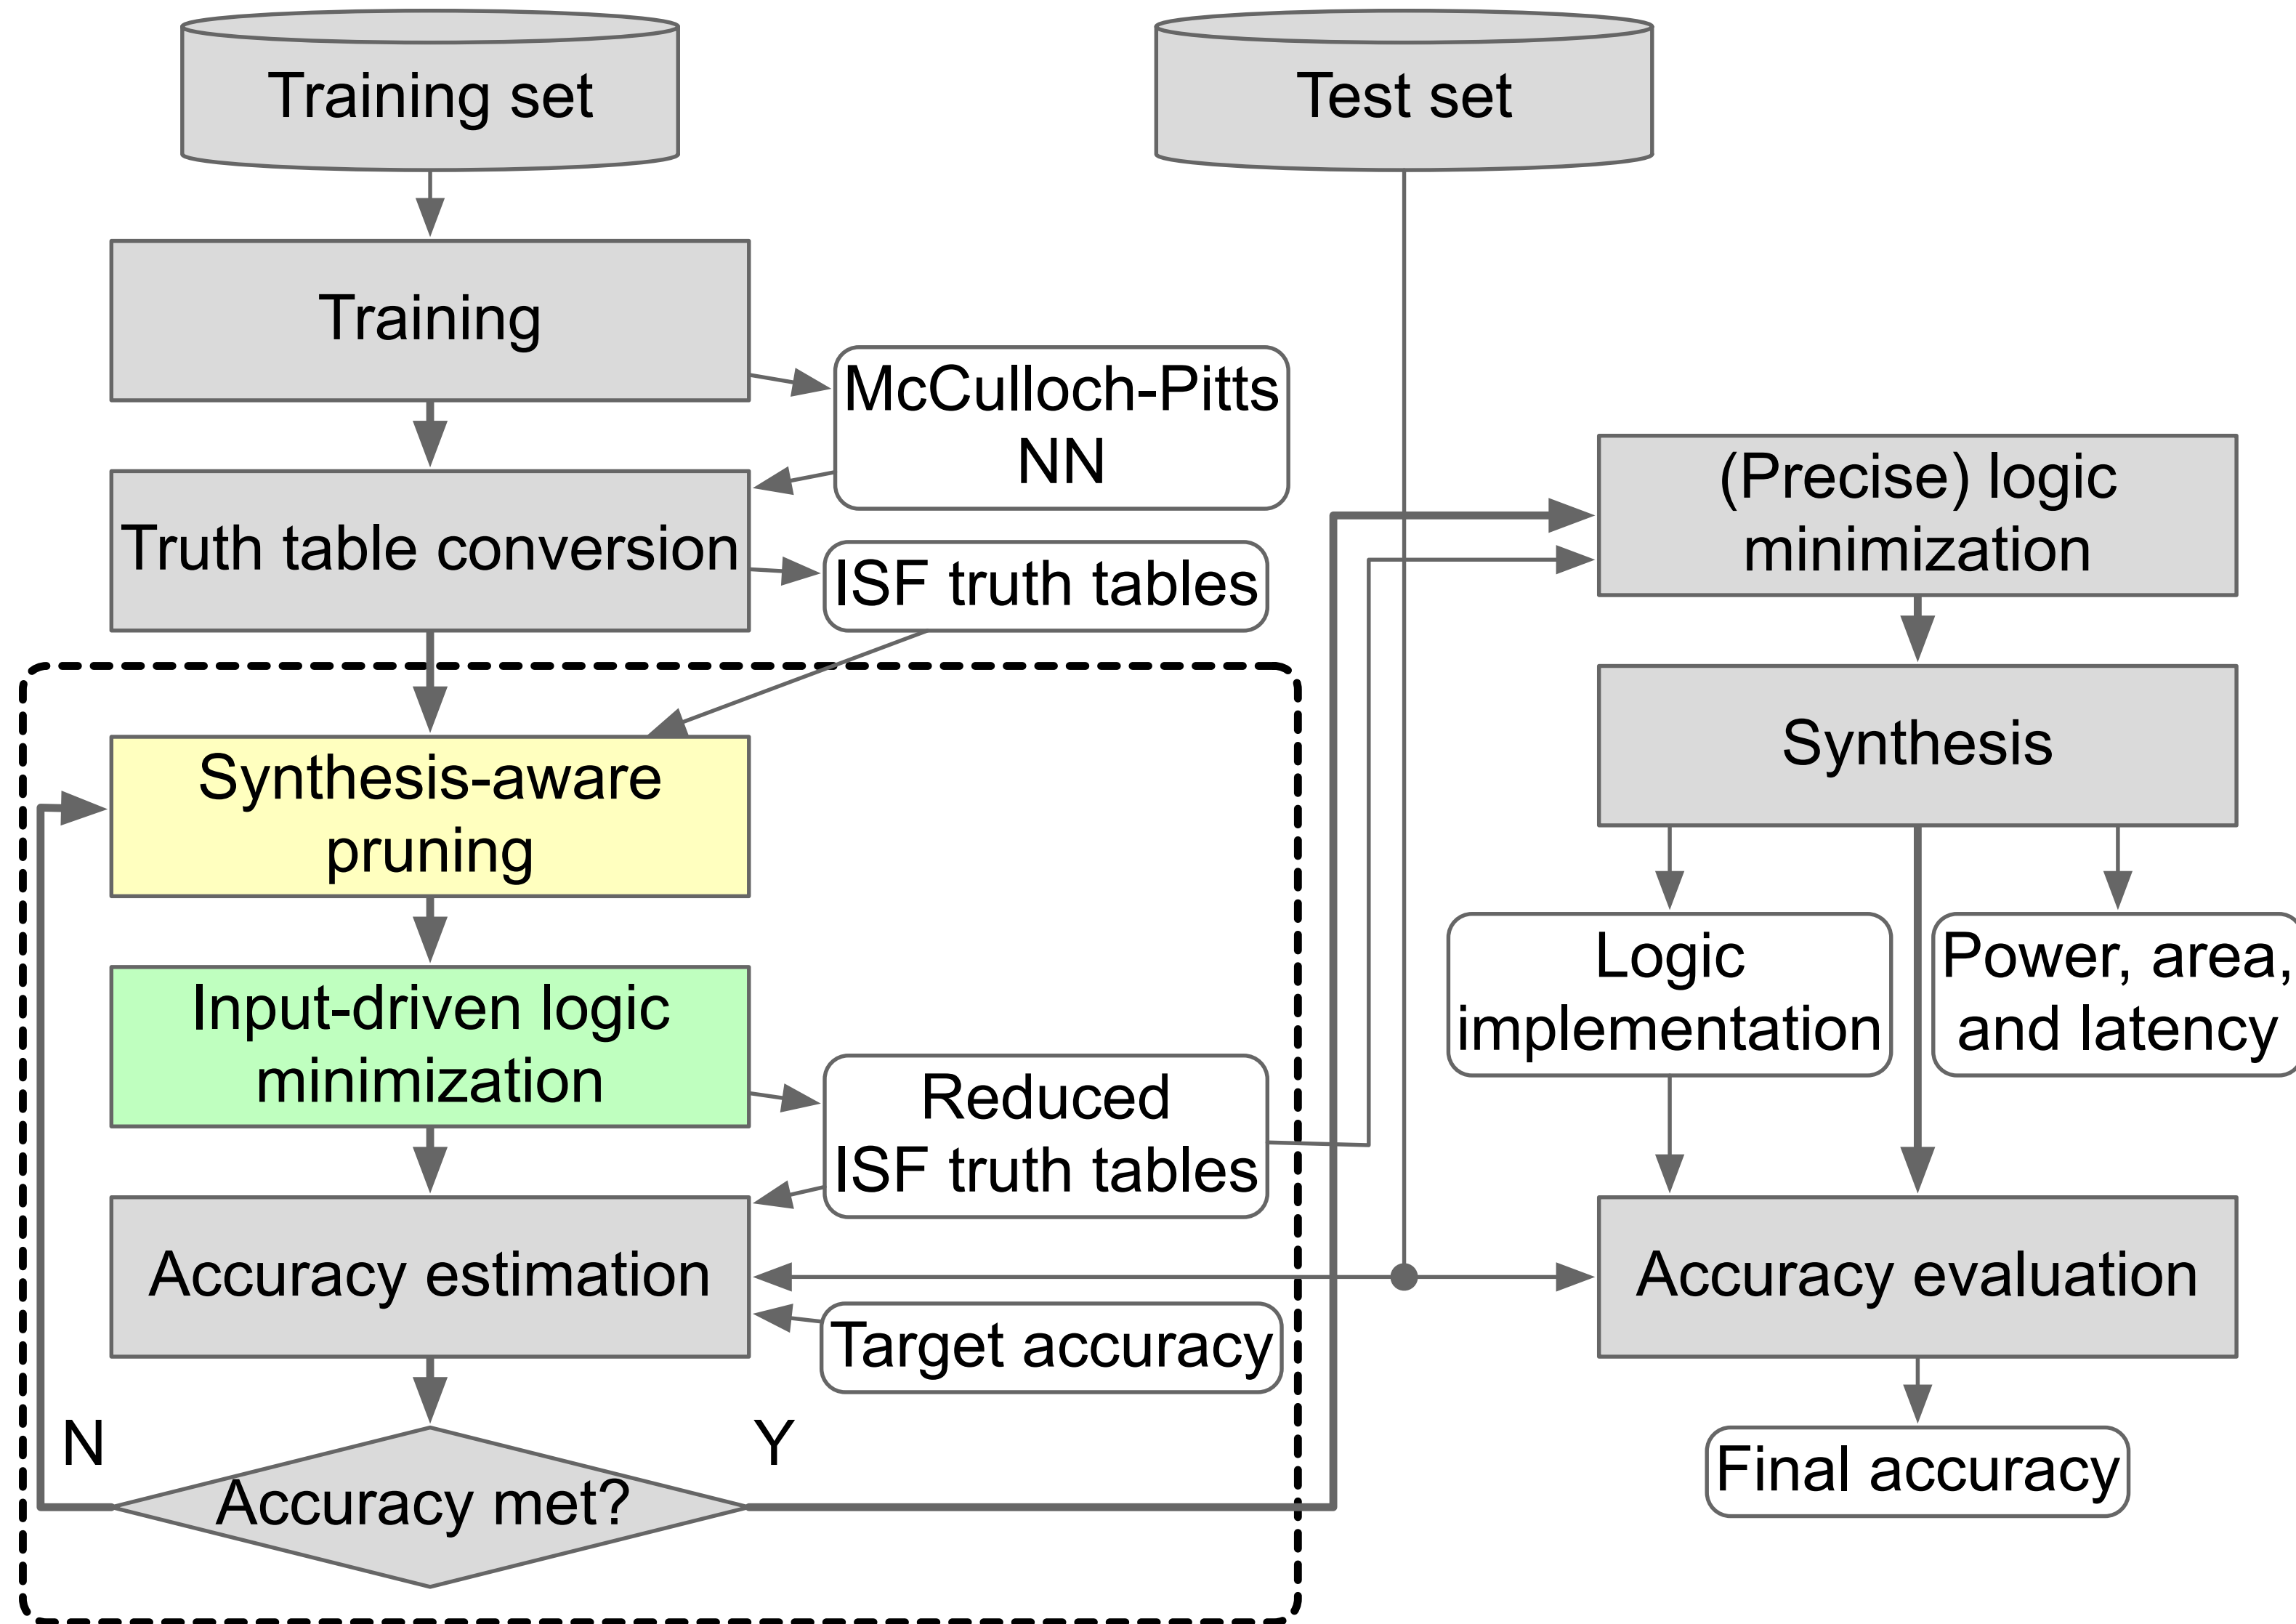 Training set
Test set
Training
McCulloch-Pitts
NN
Truth table conversion
ISF truth tables
(Precise) logic
minimization
Synthesis
Synthesis-aware
pruning
Input-driven logic
minimization
Logic
implementation
Power, area,
and latency
Reduced
ISF truth tables
Accuracy estimation
Accuracy evaluation
Target accuracy
N
Y
Accuracy met?
Final accuracy